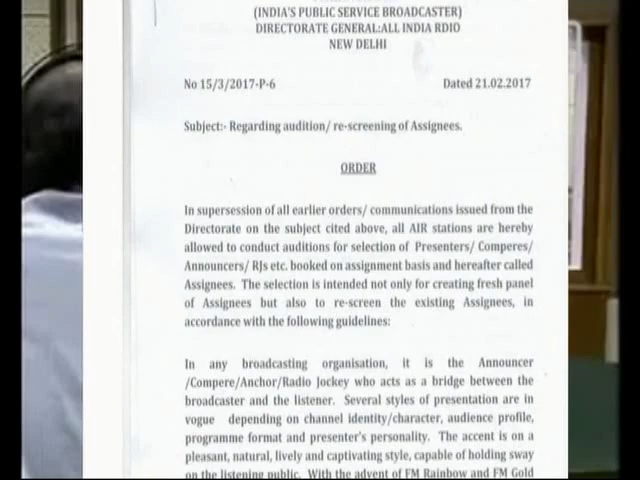 (INDIA'S PUBLIC SERVICE BROADCASTER)
DIRECTORATE GENERAL:ALL INDIA RDIO
NEW DELHI
No 15/3/2017-P-6 Dated 21.02.2017
Subject:- Regarding audition/ re-screening of Assignees.
ORDER
In supersession of all earlier orders/ communications issued from the
Directorate on the subject cited above, all AIR stations are hereby
allowed to conduct auditions for selection of Presenters/ Comperes/
Announcers/ RJs etc. booked on assignment basis and hereafter called
Assignees. The selection is intended not only for creating fresh panel
of Assignees but also to re-screen the existing Assignees, in
accordance with the following guidelines:
In any broadcasting organisation, it is the Announcer
/Compere/Anchor/Radio Jockey who acts as a bridge between the
broadcaster and the listener. Several styles of presentation are in
vogue depending on channel identity/character, audience profile,
programme format and presenter's personality. The accent is on a
pleasant, natural, lively and captivating style, capable of holding sway
on the listening public. With the advent of FM Rainbow and FM Gold